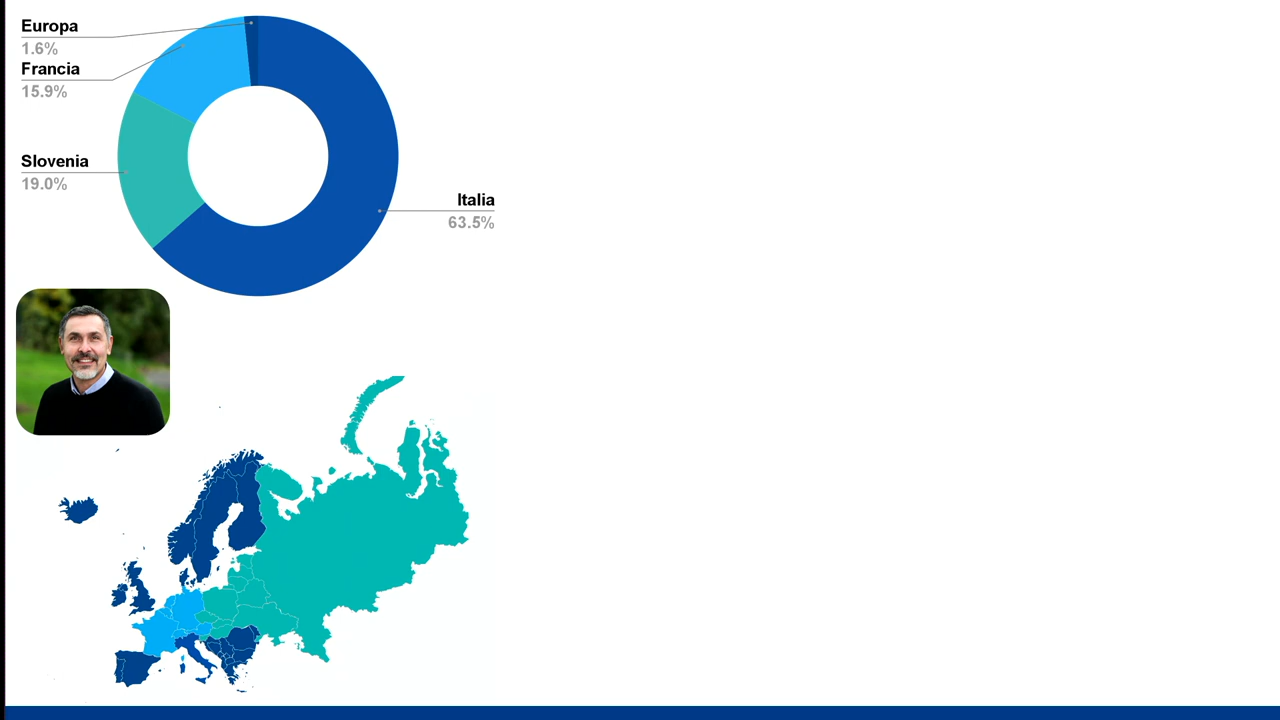 Europa
1.6%
Francia
15.9%
Slovenia
19.0%
Italia
63.5%